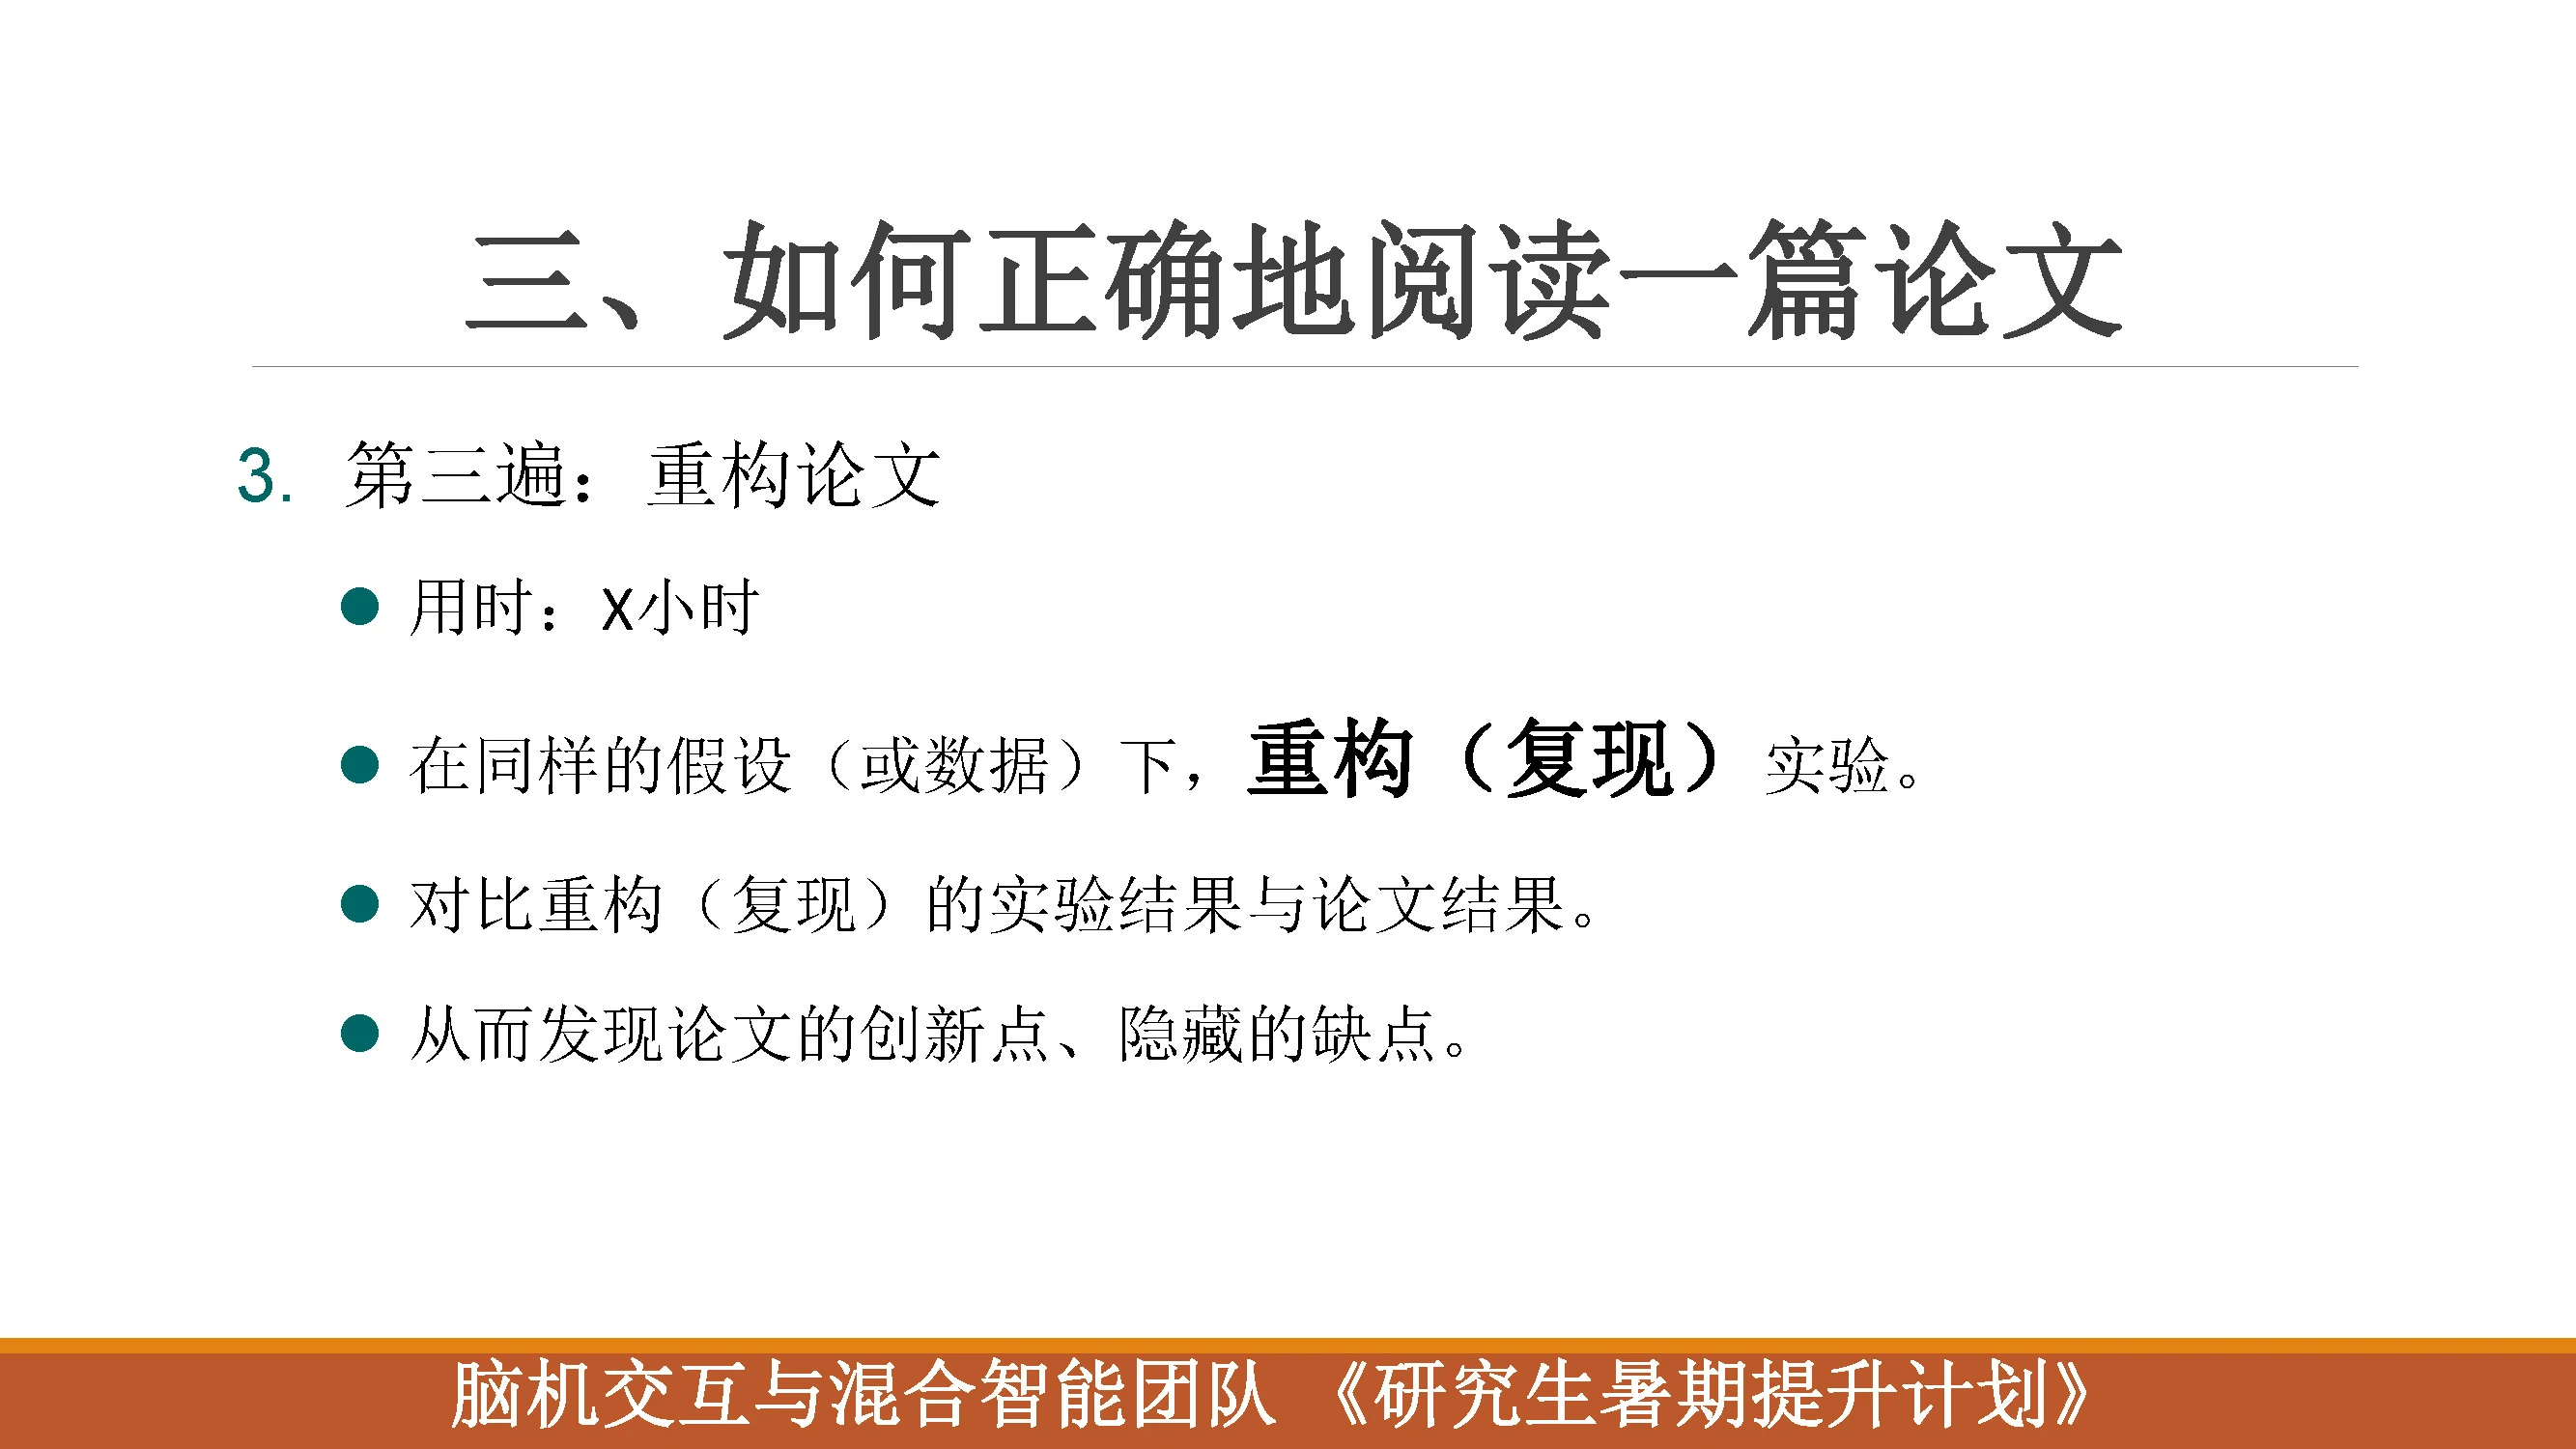 三、如何正确地阅读一篇论文
3. 第三遍：重构论文
● 用时：X小时
● 在同样的假设（或数据）下，重构（复现）实验。
● 对比重构（复现）的实验结果与论文结果。
● 从而发现论文的创新点、隐藏的缺点。
脑机交互与混合智能团队 《研究生暑期提升计划》